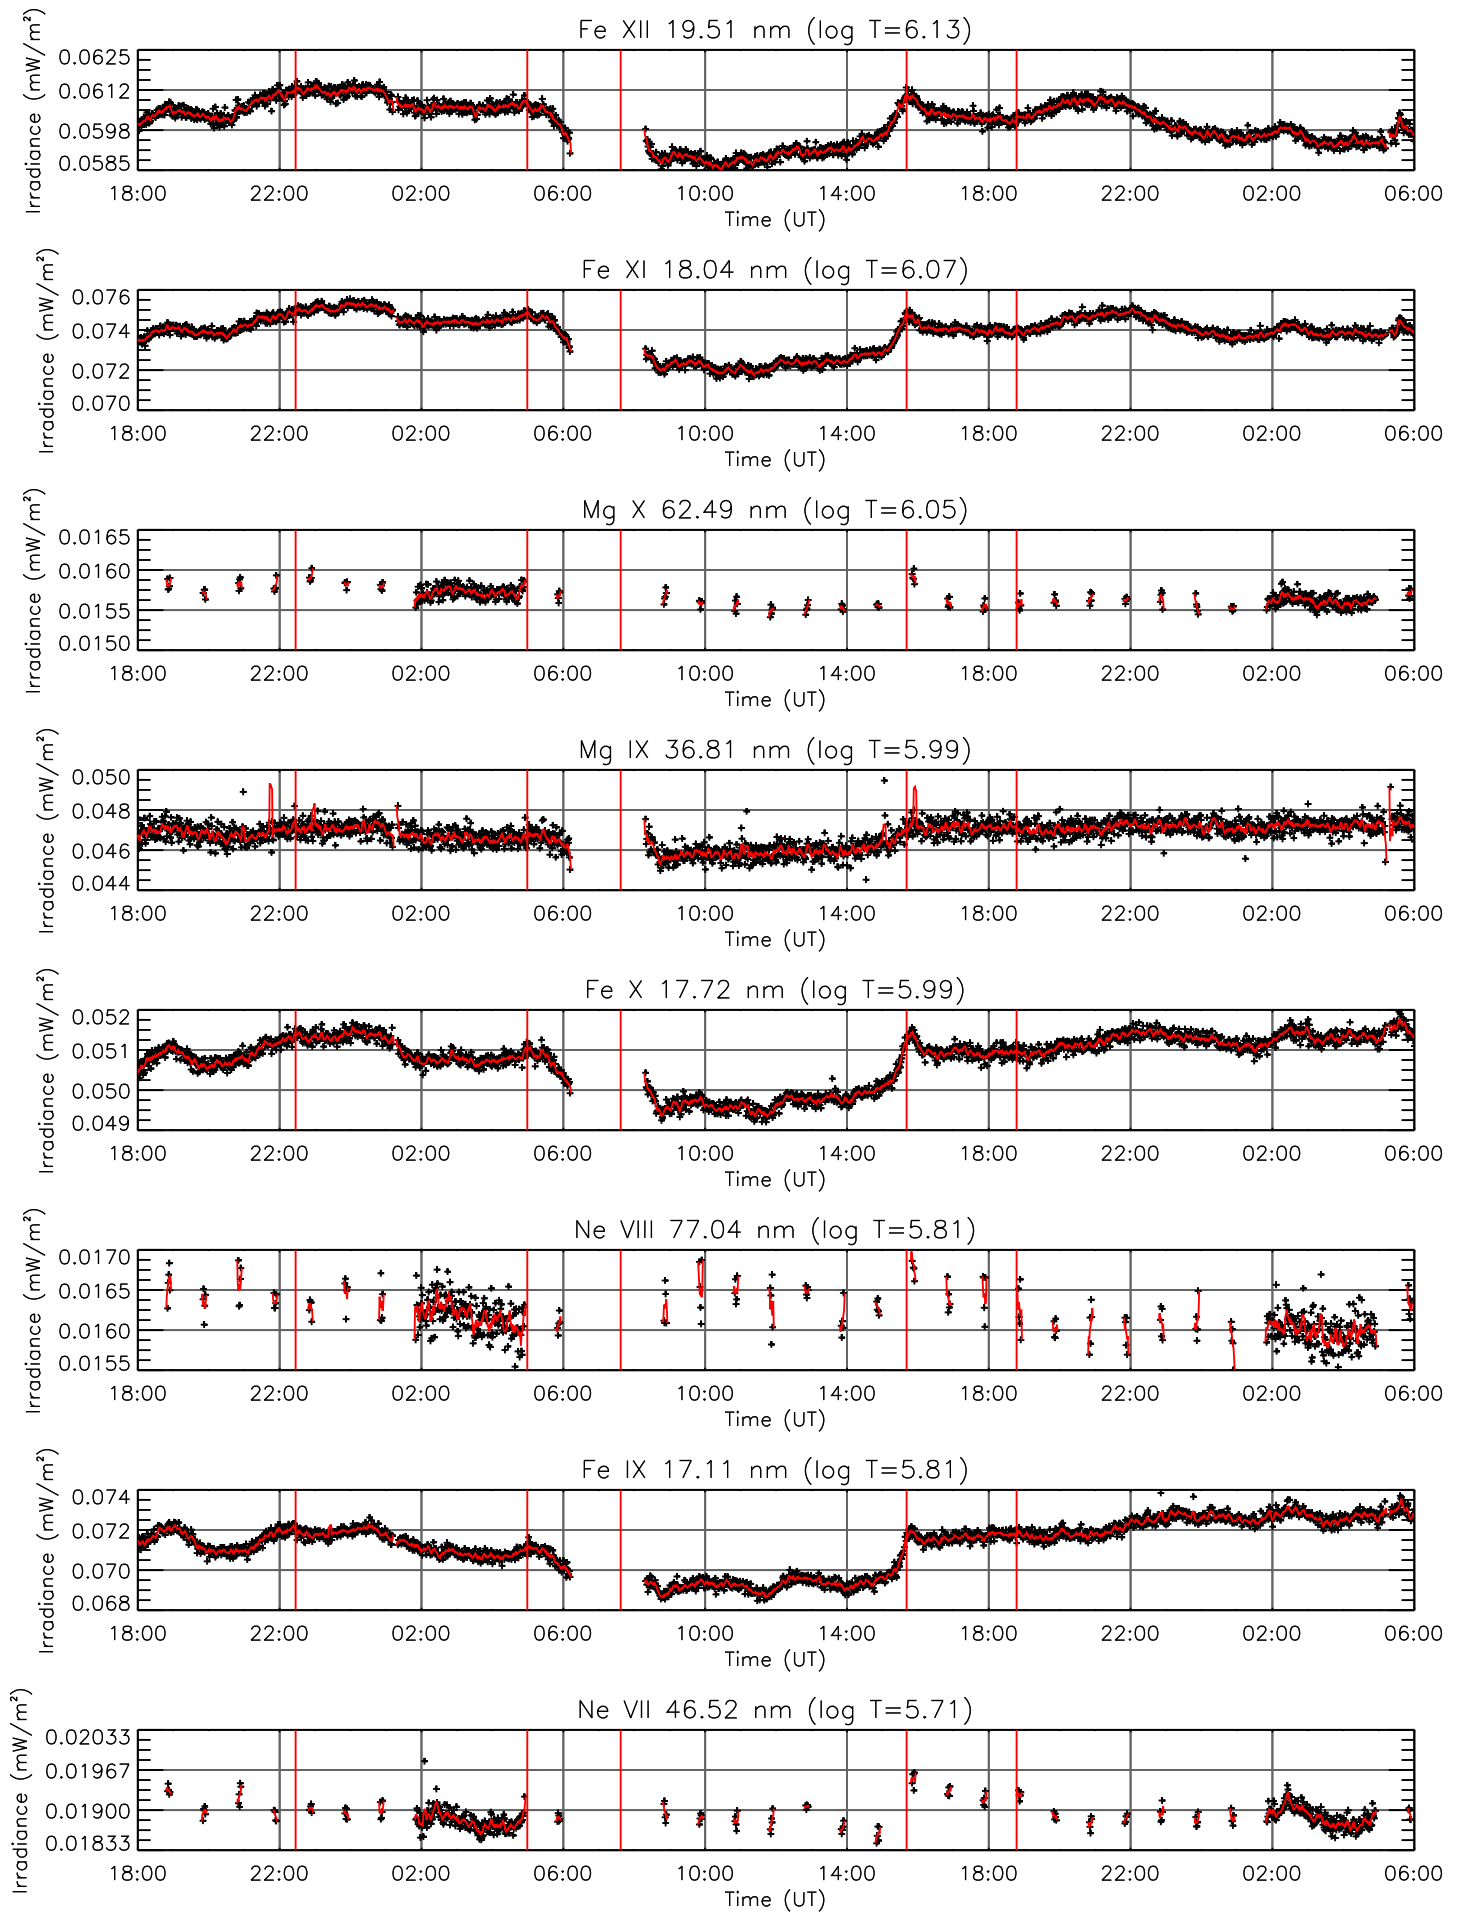 Fe XII 19.51 nm (log T=6.13)
Irradiance (mW/m²)
0.0625
0.0612
0.0598
0.0585
18:00 22:00 02:00 06:00 10:00 14:00 18:00 22:00 02:00 06:00
Time (UT)
Fe XI 18.04 nm (log T=6.07)
Irradiance (mW/m²)
0.076
0.074
0.072
0.070
18:00 22:00 02:00 06:00 10:00 14:00 18:00 22:00 02:00 06:00
Time (UT)
Mg X 62.49 nm (log T=6.05)
Irradiance (mW/m²)
0.0165
0.0160
0.0155
0.0150
18:00 22:00 02:00 06:00 10:00 14:00 18:00 22:00 02:00 06:00
Time (UT)
Mg IX 36.81 nm (log T=5.99)
Irradiance (mW/m²)
0.050
0.048
0.046
0.044
18:00 22:00 02:00 06:00 10:00 14:00 18:00 22:00 02:00 06:00
Time (UT)
Fe X 17.72 nm (log T=5.99)
Irradiance (mW/m²)
0.052
0.051
0.050
0.049
18:00 22:00 02:00 06:00 10:00 14:00 18:00 22:00 02:00 06:00
Time (UT)
Ne VIII 77.04 nm (log T=5.81)
Irradiance (mW/m²)
0.0170
0.0165
0.0160
0.0155
18:00 22:00 02:00 06:00 10:00 14:00 18:00 22:00 02:00 06:00
Time (UT)
Fe IX 17.11 nm (log T=5.81)
Irradiance (mW/m²)
0.074
0.072
0.070
0.068
18:00 22:00 02:00 06:00 10:00 14:00 18:00 22:00 02:00 06:00
Time (UT)
Ne VII 46.52 nm (log T=5.71)
Irradiance (mW/m²)
0.02033
0.01967
0.01900
0.01833
18:00 22:00 02:00 06:00 10:00 14:00 18:00 22:00 02:00 06:00
Time (UT)